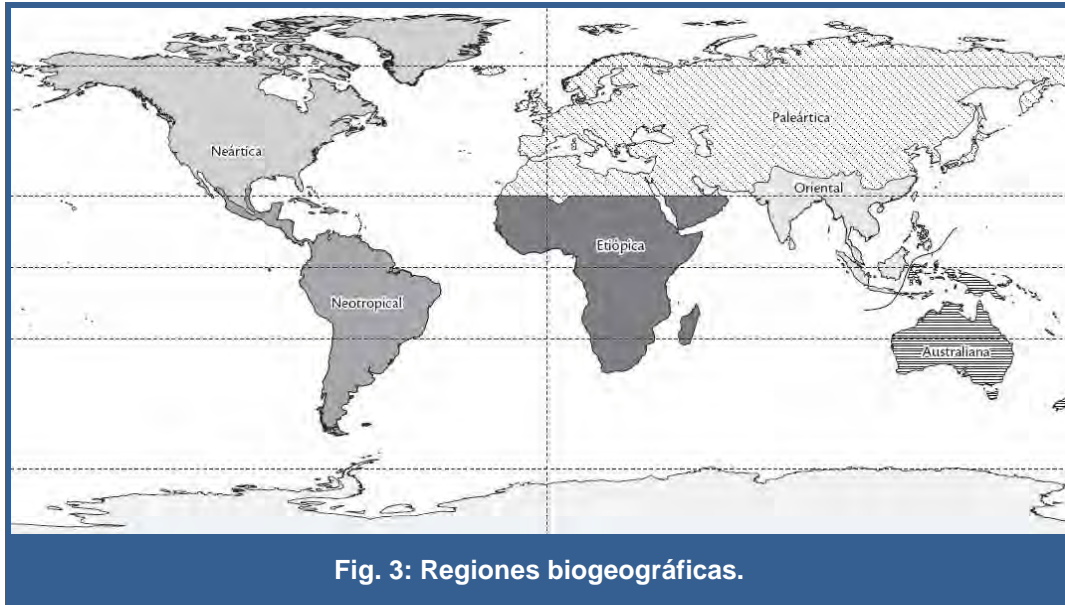 Neártica
Paleártica
Oriental
Etiópica
Neotropical
Australiana
Fig. 3: Regiones biogeográficas.